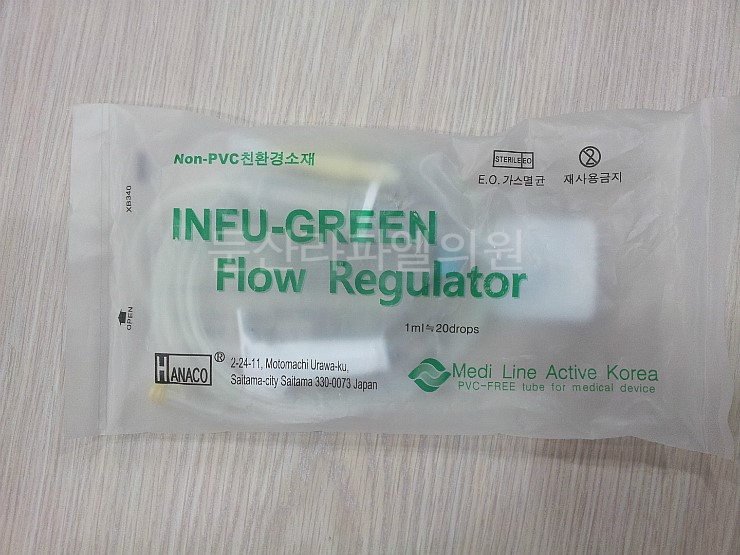 Non-PVC친환경소재
STERILE EO
E.O.가스멸균
2
재사용금지
XB340
INFU-GREEN
Flow Regulator
1ml≒20drops
OPEN
HANACO®
2-24-11, Motomachi Urawa-ku,
Saitama-city Saitama 330-0073 Japan
Medi Line Active Korea
PVC-FREE tube for medical device